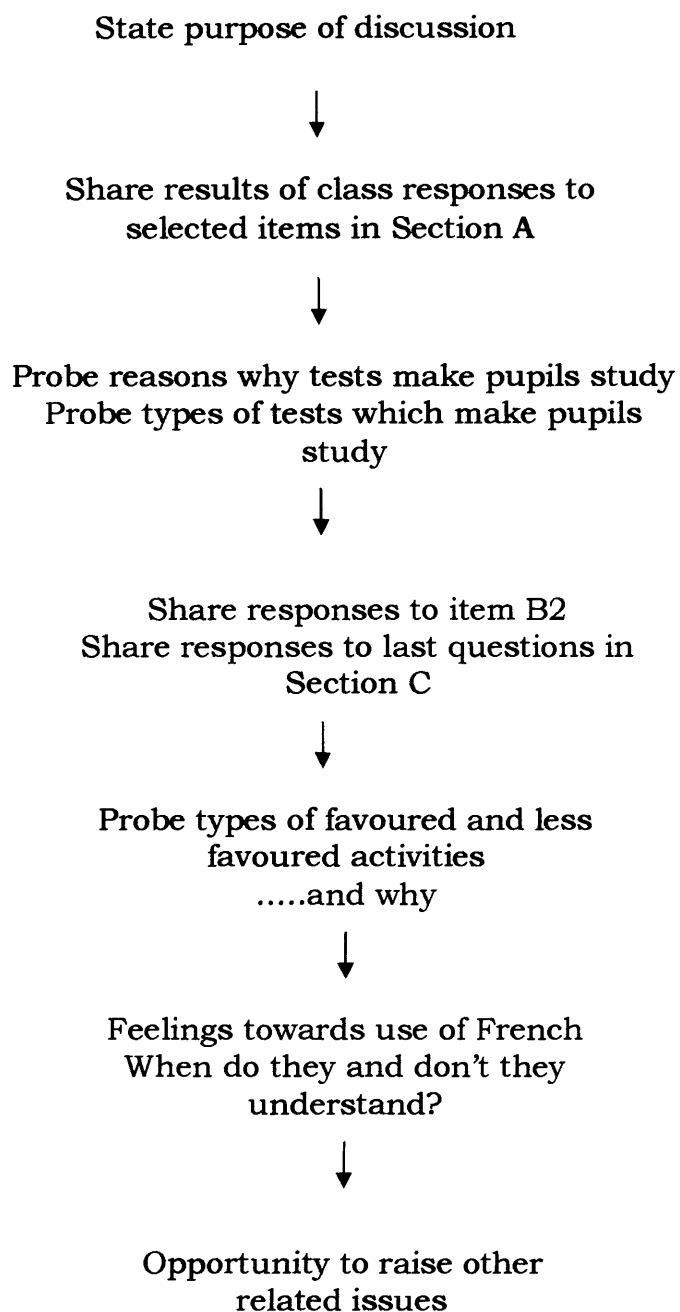 State purpose of discussion
Share results of class responses to
selected items in Section A
Probe reasons why tests make pupils study
Probe types of tests which make pupils
study
Share responses to item B2
Share responses to last questions in
Section C
Probe types of favoured and less
favoured activities
.....and why
Feelings towards use of French
When do they and don't they
understand?
Opportunity to raise other
related issues